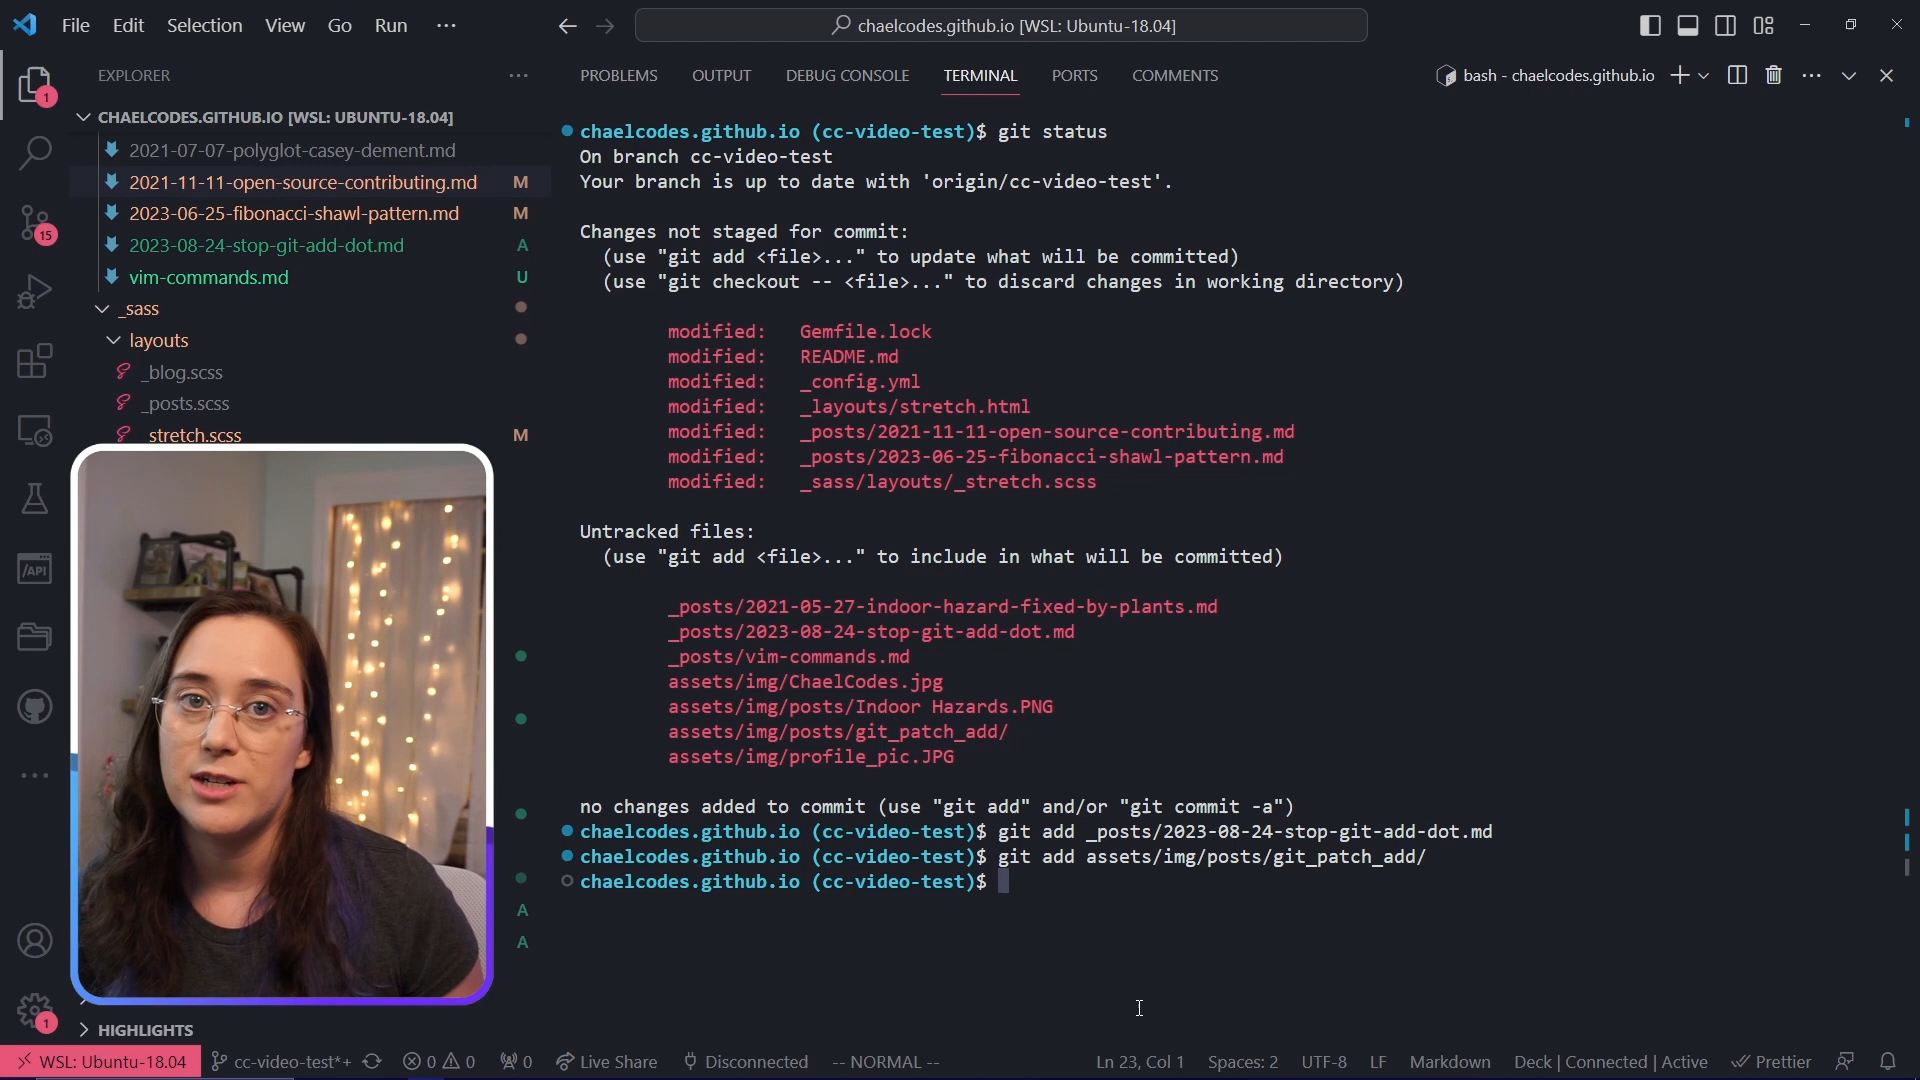 File Edit Selection View Go Run ···
chaelcodes.github.io [WSL: Ubuntu-18.04]
EXPLORER ···
PROBLEMS OUTPUT DEBUG CONSOLE TERMINAL PORTS COMMENTS
bash - chaelcodes.github.io
CHAELCODES.GITHUB.IO [WSL: UBUNTU-18.04]
2021-07-07-polyglot-casey-dement.md
2021-11-11-open-source-contributing.md M
2023-06-25-fibonacci-shawl-pattern.md M
2023-08-24-stop-git-add-dot.md A
vim-commands.md U
_sass
layouts
_blog.scss
_posts.scss
_stretch.scss M
1
15
/API
A
A
1
HIGHLIGHTS
chaelcodes.github.io (cc-video-test)$ git status
On branch cc-video-test
Your branch is up to date with 'origin/cc-video-test'.
Changes not staged for commit:
(use "git add <file>..." to update what will be committed)
(use "git checkout -- <file>..." to discard changes in working directory)
modified: Gemfile.lock
modified: README.md
modified: _config.yml
modified: _layouts/stretch.html
modified: _posts/2021-11-11-open-source-contributing.md
modified: _posts/2023-06-25-fibonacci-shawl-pattern.md
modified: _sass/layouts/_stretch.scss
Untracked files:
(use "git add <file>..." to include in what will be committed)
_posts/2021-05-27-indoor-hazard-fixed-by-plants.md
_posts/2023-08-24-stop-git-add-dot.md
_posts/vim-commands.md
assets/img/ChaelCodes.jpg
assets/img/posts/Indoor Hazards.PNG
assets/img/posts/git_patch_add/
assets/img/profile_pic.JPG
no changes added to commit (use "git add" and/or "git commit -a")
chaelcodes.github.io (cc-video-test)$ git add _posts/2023-08-24-stop-git-add-dot.md
chaelcodes.github.io (cc-video-test)$ git add assets/img/posts/git_patch_add/
chaelcodes.github.io (cc-video-test)$
WSL: Ubuntu-18.04 cc-video-test*+ 0 0 0 Live Share Disconnected -- NORMAL -- Ln 23, Col 1 Spaces: 2 UTF-8 LF Markdown Deck | Connected | Active Prettier